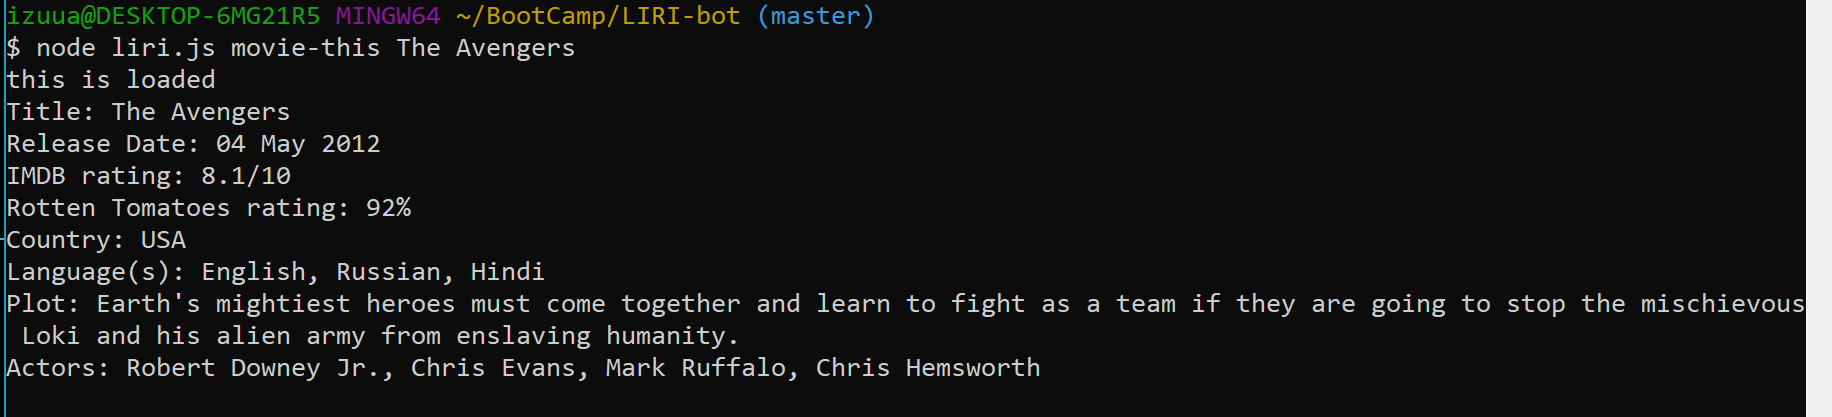 izuua@DESKTOP-6MG21R5 MINGW64 ~/BootCamp/LIRI-bot (master)
$ node liri.js movie-this The Avengers
this is loaded
Title: The Avengers
Release Date: 04 May 2012
IMDB rating: 8.1/10
Rotten Tomatoes rating: 92%
Country: USA
Language(s): English, Russian, Hindi
Plot: Earth's mightiest heroes must come together and learn to fight as a team if they are going to stop the mischievous
 Loki and his alien army from enslaving humanity.
Actors: Robert Downey Jr., Chris Evans, Mark Ruffalo, Chris Hemsworth